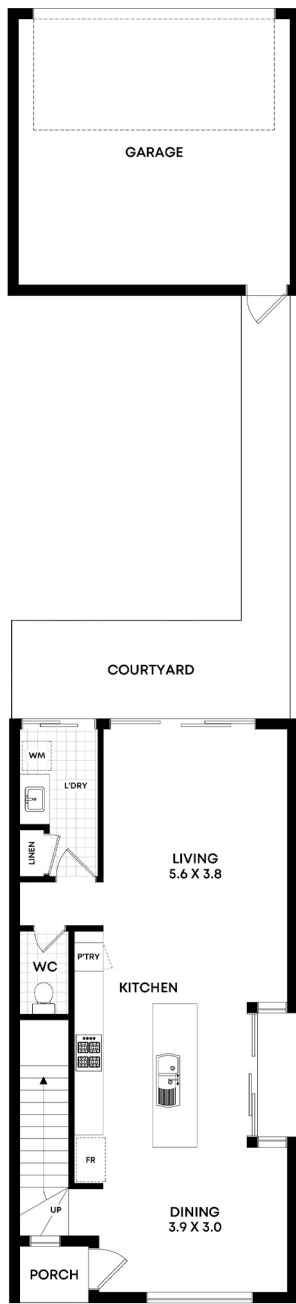 GARAGE
COURTYARD
WM
L'DRY
LINEN
LIVING
5.6 X 3.8
WC
P'TRY
KITCHEN
FR
UP
DINING
3.9 X 3.0
PORCH